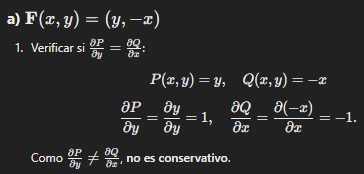 a) F(x, y) = (y, −x)
1. Verificar si ∂P/∂y = ∂Q/∂x:
P(x, y) = y, Q(x, y) = −x
∂P/∂y = ∂y/∂y = 1, ∂Q/∂x = ∂(−x)/∂x = −1.
Como ∂P/∂y ≠ ∂Q/∂x, no es conservativo.